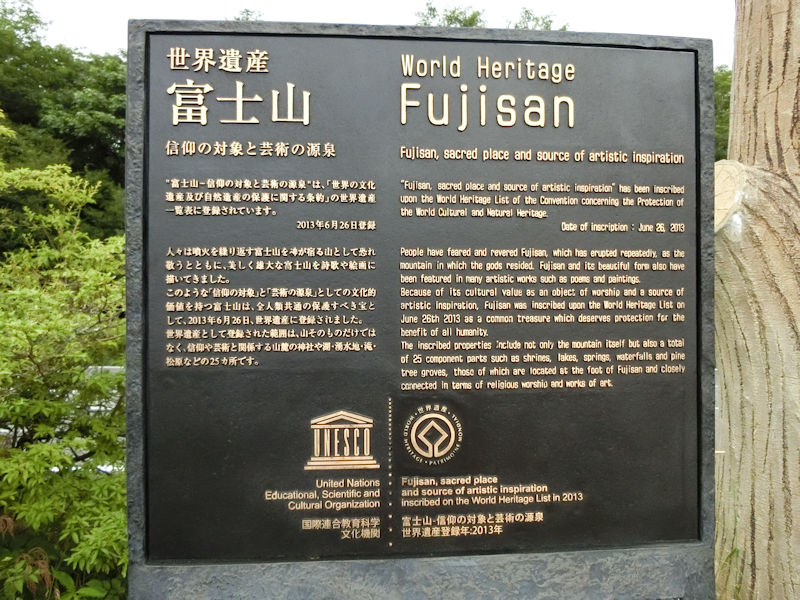 世界遺産
富士山
信仰の対象と芸術の源泉
"富士山−信仰の対象と芸術の源泉"は、「世界の文化
遺産及び自然遺産の保護に関する条約」の世界遺産
一覧表に登録されています。
2013年6月26日登録
人々は噴火を繰り返す富士山を神が宿る山として恐れ
敬うとともに、美しく雄大な富士山を詩歌や絵画に
描いてきました。
このような「信仰の対象」と「芸術の源泉」としての文化的
価値を持つ富士山は、全人類共通の保護すべき宝と
して、2013年6月26日、世界遺産に登録されました。
世界遺産として登録された範囲は、山そのものだけでは
なく、信仰や芸術と関係する山麓の神社や湖・湧水地・滝・
松原などの25カ所です。
World Heritage
Fujisan
Fujisan, sacred place and source of artistic inspiration
"Fujisan, sacred place and source of artistic inspiration" has been inscribed
upon the World Heritage List of the Convention concerning the Protection of
the World Cultural and Natural Heritage.
Date of inscription : June 26, 2013
People have feared and revered Fujisan, which has erupted repeatedly, as the
mountain in which the gods resided. Fujisan and its beautiful form also have
been featured in many artistic works such as poems and paintings.
Because of its cultural value as an object of worship and a source of
artistic inspiration, Fujisan was inscribed upon the World Heritage List on
June 26th 2013 as a common treasure which deserves protection for the
benefit of all humanity.
The inscribed properties include not only the mountain itself but also a total
of 25 component parts such as shrines, lakes, springs, waterfalls and pine
tree groves, those of which are located at the foot of Fujisan and closely
connected in terms of religious worship and works of art.
UNESCO
United Nations
Educational, Scientific and
Cultural Organization
国際連合教育科学
文化機関
世界遺産 • WORLD HERITAGE • PATRIMOINE MONDIAL
Fujisan, sacred place
and source of artistic inspiration
inscribed on the World Heritage List in 2013
富士山-信仰の対象と芸術の源泉
世界遺産登録年:2013年